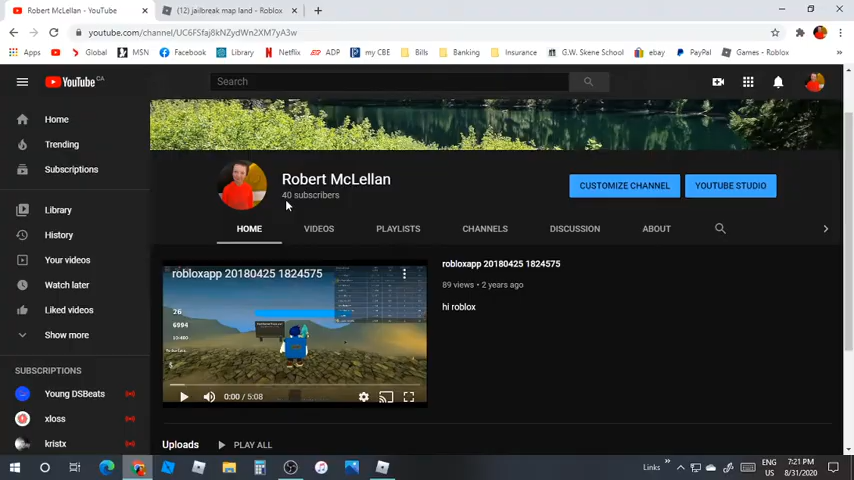 Robert McLellan - YouTube
(12) jailbreak map land - Roblox
youtube.com/channel/UC6FSfaj8kNZydWn2XM7yA3w
Apps
Global
MSN
Facebook
Library
Netflix
ADP
my CBE
Bills
Banking
Insurance
G.W. Skene School
ebay
PayPal
Games - Roblox
YouTube CA
Search
Home
Trending
Subscriptions
Library
History
Your videos
Watch later
Liked videos
Show more
SUBSCRIPTIONS
Young DSBeats
xloss
kristx
Robert McLellan
40 subscribers
CUSTOMIZE CHANNEL
YOUTUBE STUDIO
HOME VIDEOS PLAYLISTS CHANNELS DISCUSSION ABOUT
robloxapp 20180425 1824575
26
6994
0:00 / 5:08
robloxapp 20180425 1824575
89 views • 2 years ago
hi roblox
Uploads
PLAY ALL
Links
ENG
US
7:21 PM
8/31/2020